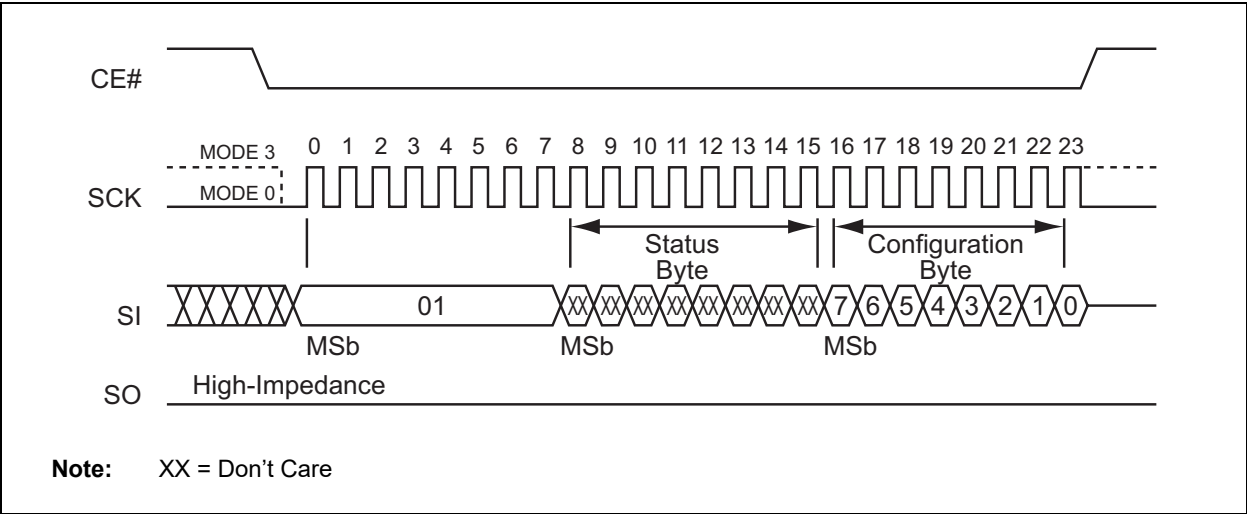 CE#
MODE 3
0 1 2 3 4 5 6 7 8 9 10 11 12 13 14 15 16 17 18 19 20 21 22 23
SCK
MODE 0
Status Byte
Configuration Byte
SI
01
XX XX XX XX XX XX XX XX 7 6 5 4 3 2 1 0
MSb MSb MSb
SO
High-Impedance
Note: XX = Don't Care